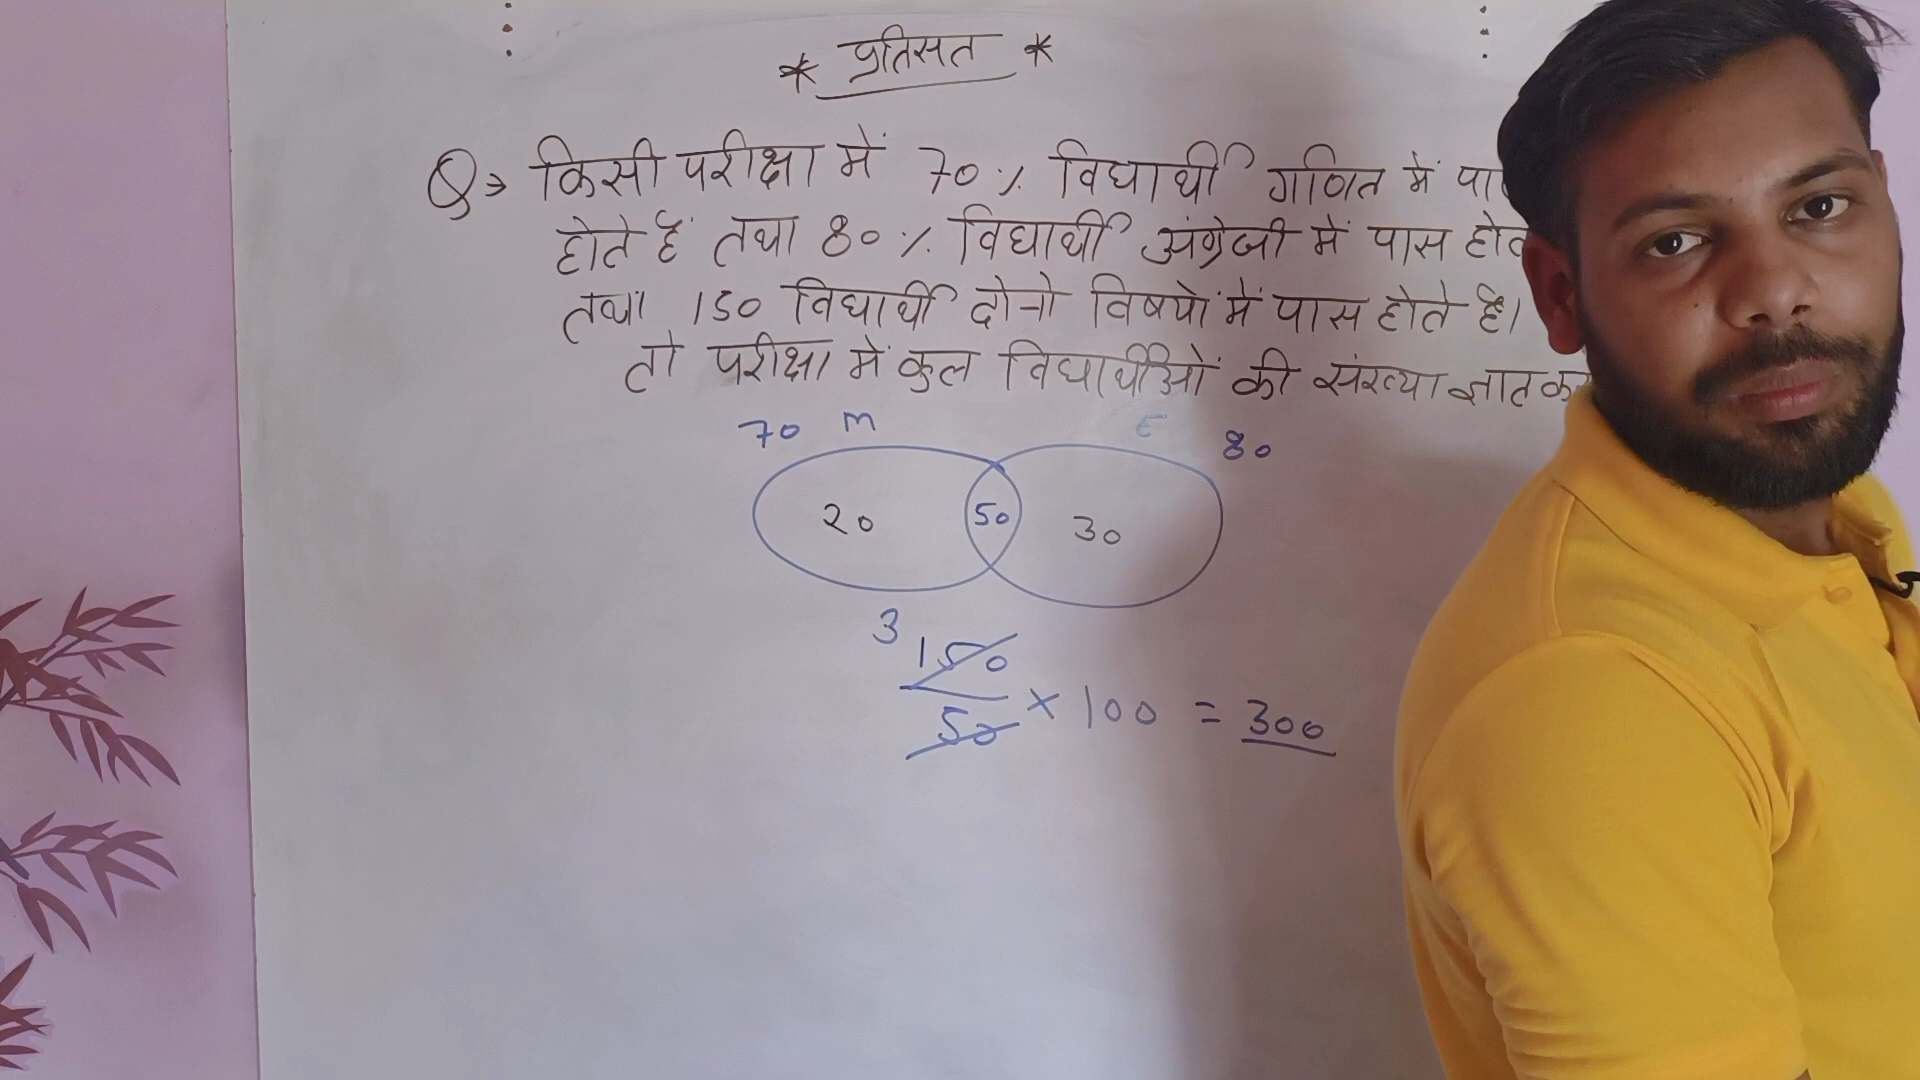 * प्रतिसत *
Q⇒ किसी परीक्षा में 70% विद्यार्थी गणित में
होते हैं तथा 80% विद्यार्थी अंग्रेजी में पास
तथा 150 विद्यार्थी दोनो विषयों में पास होते है।
तो परीक्षा में कुल विद्यार्थीओं की संख्या ज्ञात
70 M E 80
20 50 30
3
150
50 × 100 = 300